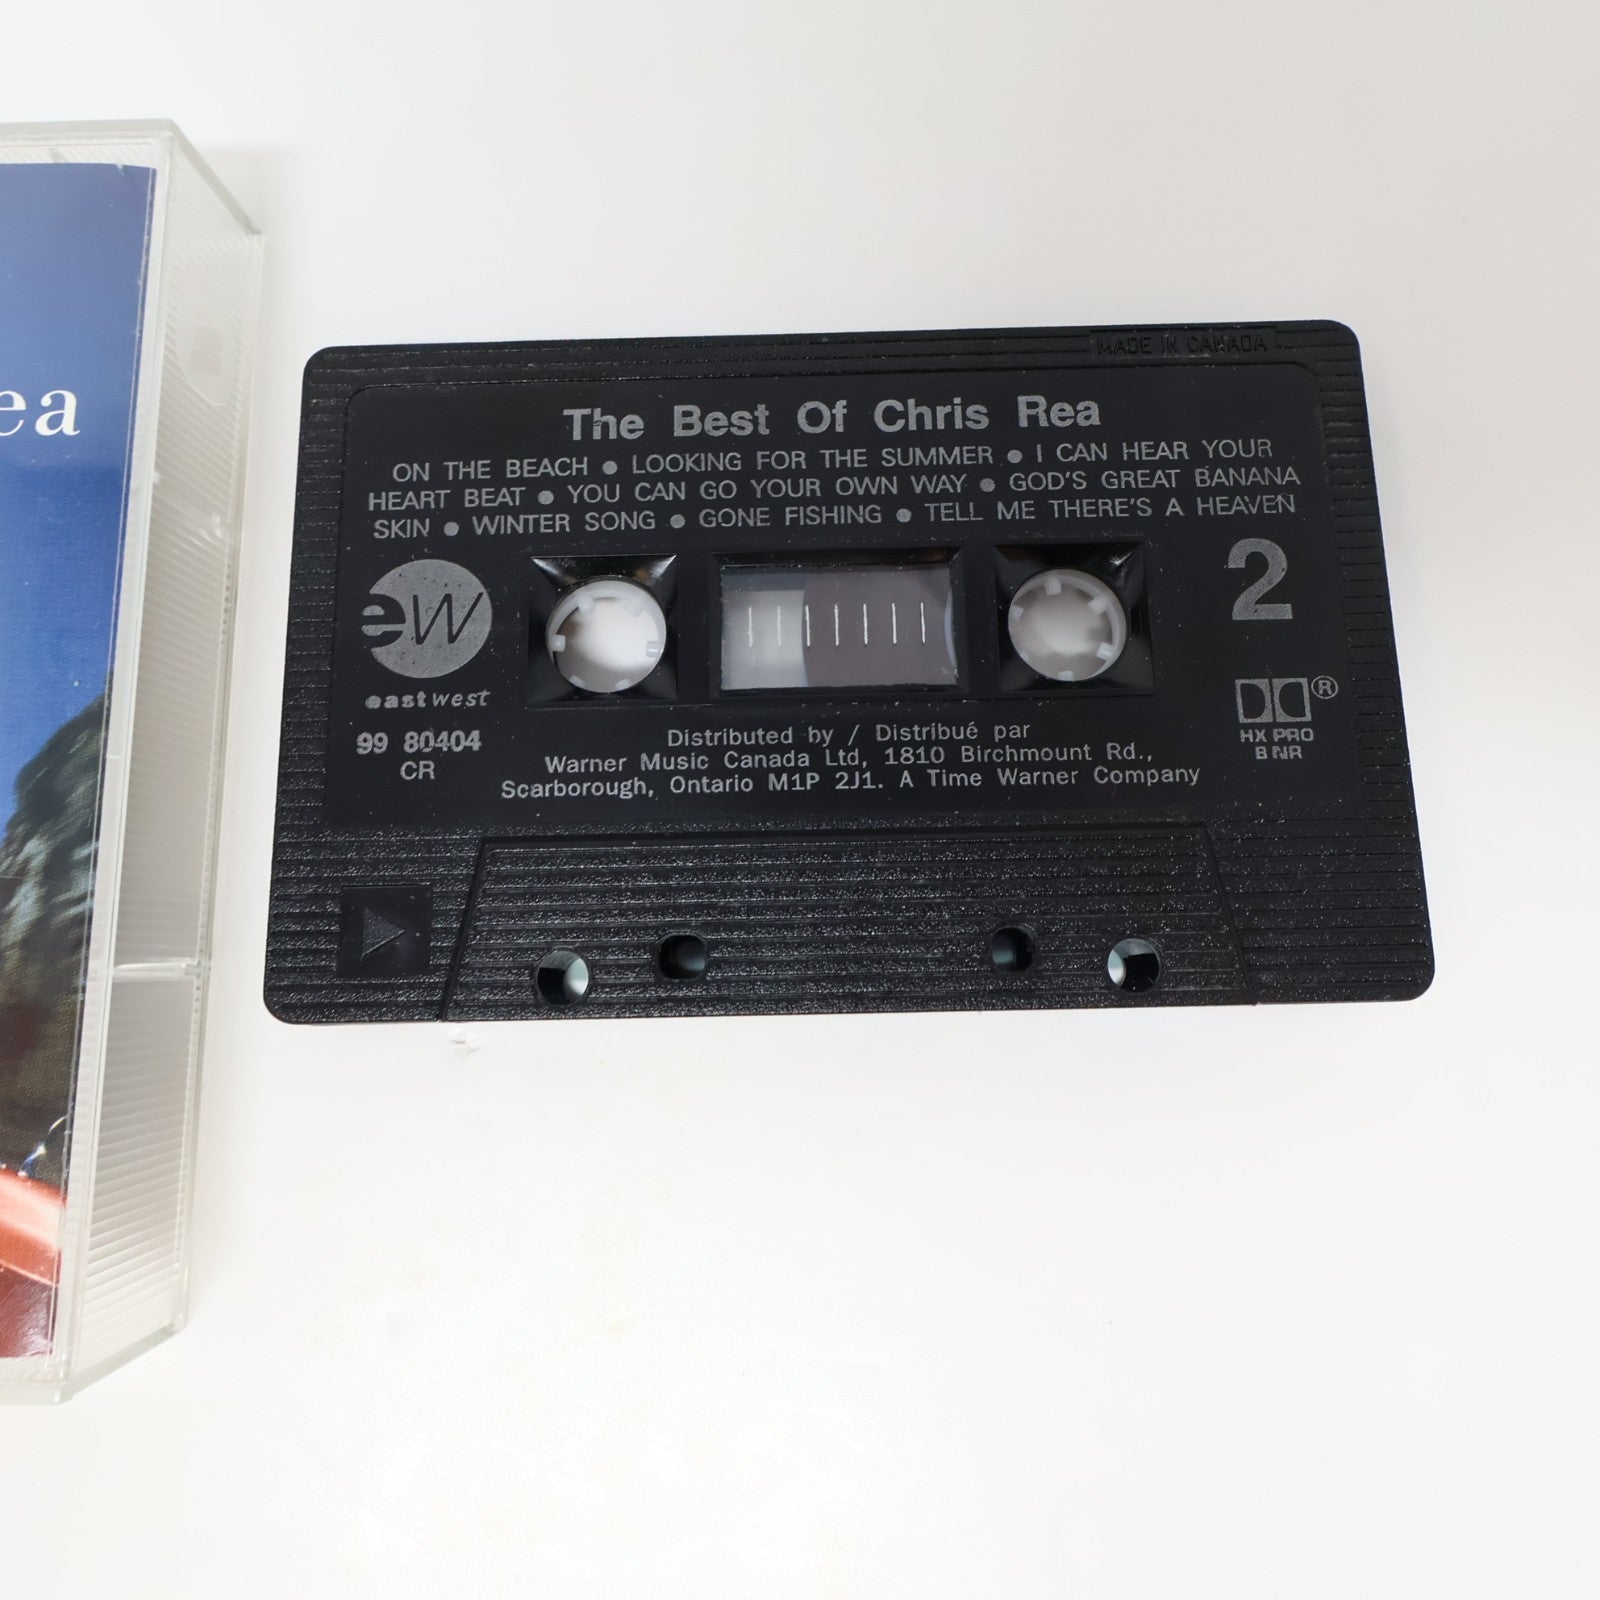 ea
MADE IN CANADA
The Best Of Chris Rea
ON THE BEACH ● LOOKING FOR THE SUMMER ● I CAN HEAR YOUR
HEART BEAT ● YOU CAN GO YOUR OWN WAY ● GOD'S GREAT BANANA
SKIN ● WINTER SONG ● GONE FISHING ● TELL ME THERE'S A HEAVEN
ew
eastwest
99 80404
CR
2
®
HX PRO
B NR
Distributed by / Distribué par
Warner Music Canada Ltd, 1810 Birchmount Rd.,
Scarborough, Ontario M1P 2J1. A Time Warner Company